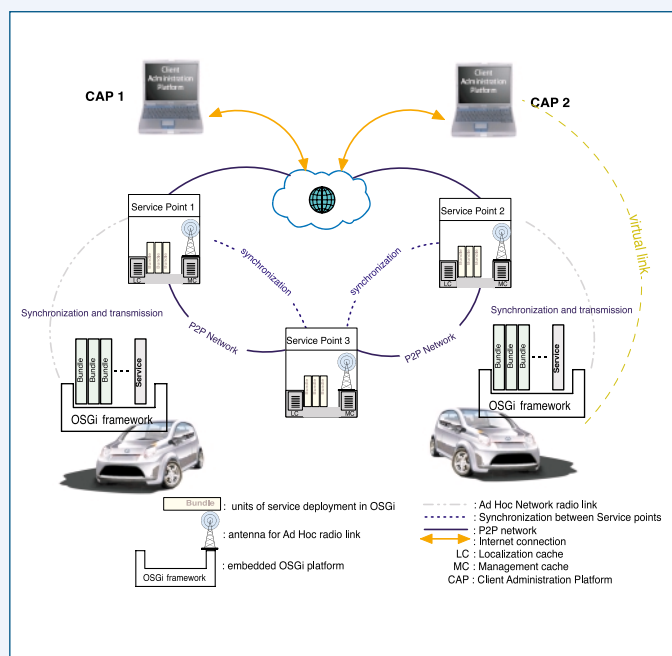 Client
Administration
Platform
CAP 1
Client
Administration
Platform
CAP 2
Service Point 1
LC
MC
Service Point 2
LC
MC
synchronization
synchronization
virtual link
Synchronization and transmission
Synchronization and transmission
P2P Network
P2P Network
Service Point 3
LC
MC
Bundle
Bundle
Bundle
Service
OSGi framework
Bundle
Bundle
Bundle
Service
OSGi framework
Bundle
: units of service deployment in OSGi
: antenna for Ad Hoc radio link
OSGi framework
: embedded OSGi platform
: Ad Hoc Network radio link
: Synchronization between Service points
: P2P network
: Internet connection
LC : Localization cache
MC : Management cache
CAP : Client Administration Platform